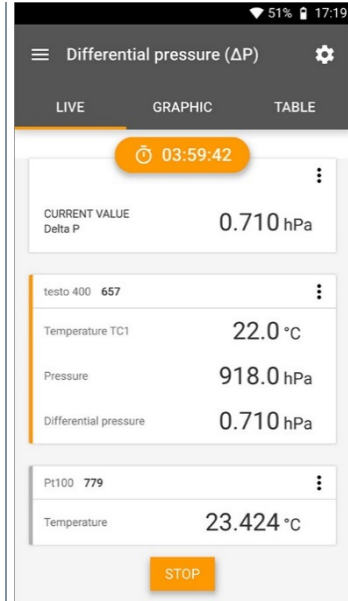 51% 17:19
Differential pressure (ΔP)
LIVE GRAPHIC TABLE
03:59:42
CURRENT VALUE
Delta P 0.710 hPa
testo 400 657
Temperature TC1 22.0 °C
Pressure 918.0 hPa
Differential pressure 0.710 hPa
Pt100 779
Temperature 23.424 °C
STOP